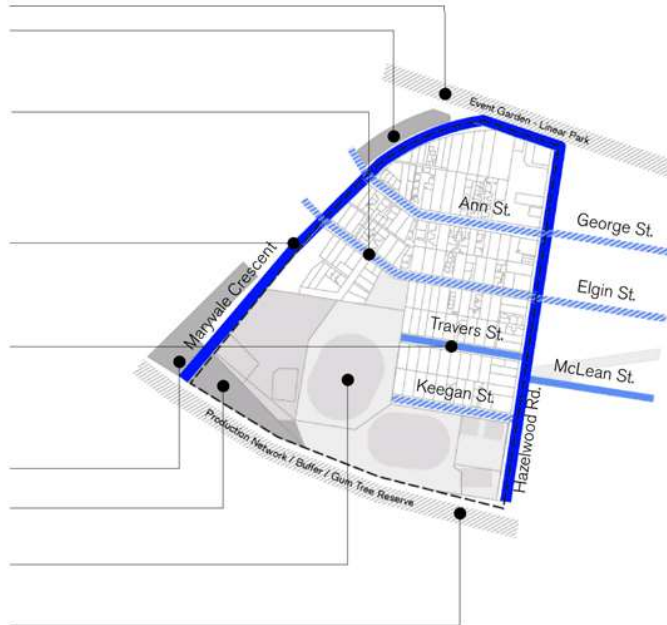 Event Garden - Linear Park
Ann St.
George St.
Maryvale Crescent
Elgin St.
Travers St.
McLean St.
Keegan St.
Hazelwood Rd.
Production Network / Buffer / Gum Tree Reserve